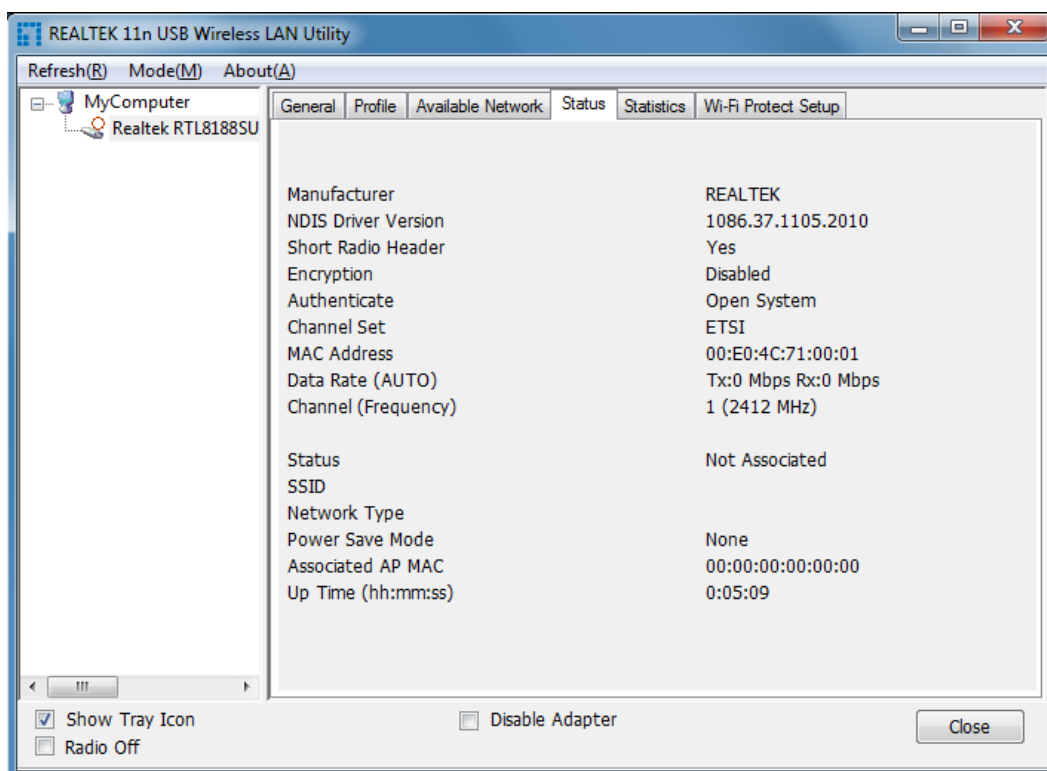 REALTEK 11n USB Wireless LAN Utility
Refresh(R) Mode(M) About(A)
MyComputer
Realtek RTL8188SU
General Profile Available Network Status Statistics Wi-Fi Protect Setup
Manufacturer REALTEK
NDIS Driver Version 1086.37.1105.2010
Short Radio Header Yes
Encryption Disabled
Authenticate Open System
Channel Set ETSI
MAC Address 00:E0:4C:71:00:01
Data Rate (AUTO) Tx:0 Mbps Rx:0 Mbps
Channel (Frequency) 1 (2412 MHz)
Status Not Associated
SSID
Network Type
Power Save Mode None
Associated AP MAC 00:00:00:00:00:00
Up Time (hh:mm:ss) 0:05:09
Show Tray Icon Disable Adapter Close
Radio Off